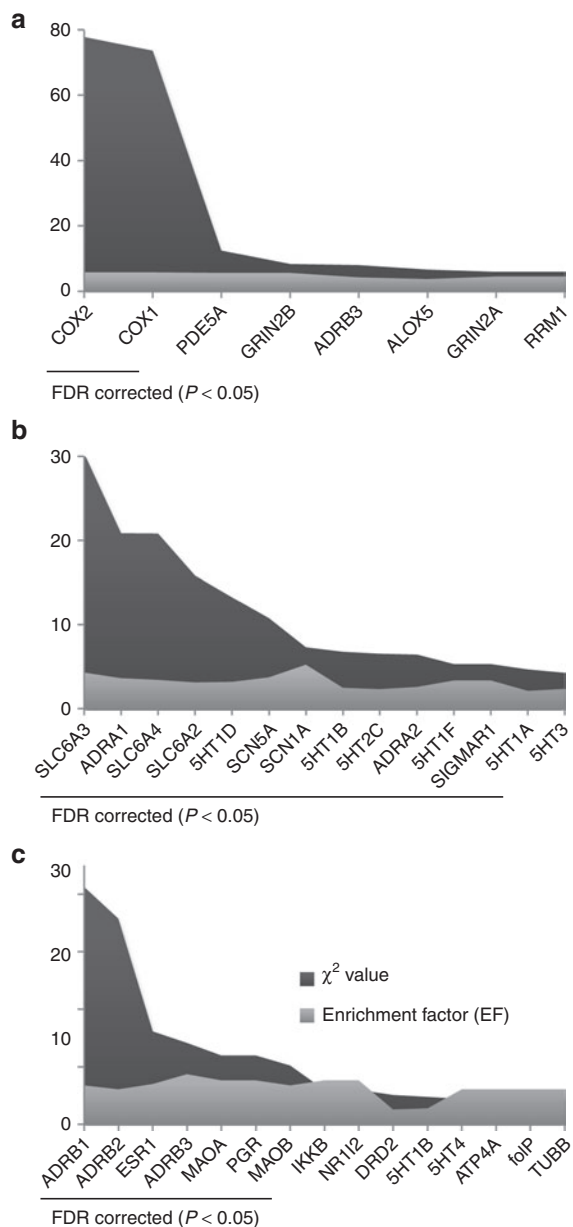 a
80
60
40
20
0
COX2
COX1
PDE5A
GRIN2B
ADRB3
ALOX5
GRIN2A
RRM1
FDR corrected (P < 0.05)
b
30
20
10
0
SLC6A3
ADRA1
SLC6A4
SLC6A2
5HT1D
SCN5A
SCN1A
5HT1B
5HT2C
ADRA2
5HT1F
SIGMAR1
5HT1A
5HT3
FDR corrected (P < 0.05)
c
30
20
10
0
χ² value
Enrichment factor (EF)
ADRB1
ADRB2
ESR1
ADRB3
MAOA
PGR
MAOB
IKKB
NR1I2
DRD2
5HT1B
5HT4
ATP4A
folP
TUBB
FDR corrected (P < 0.05)